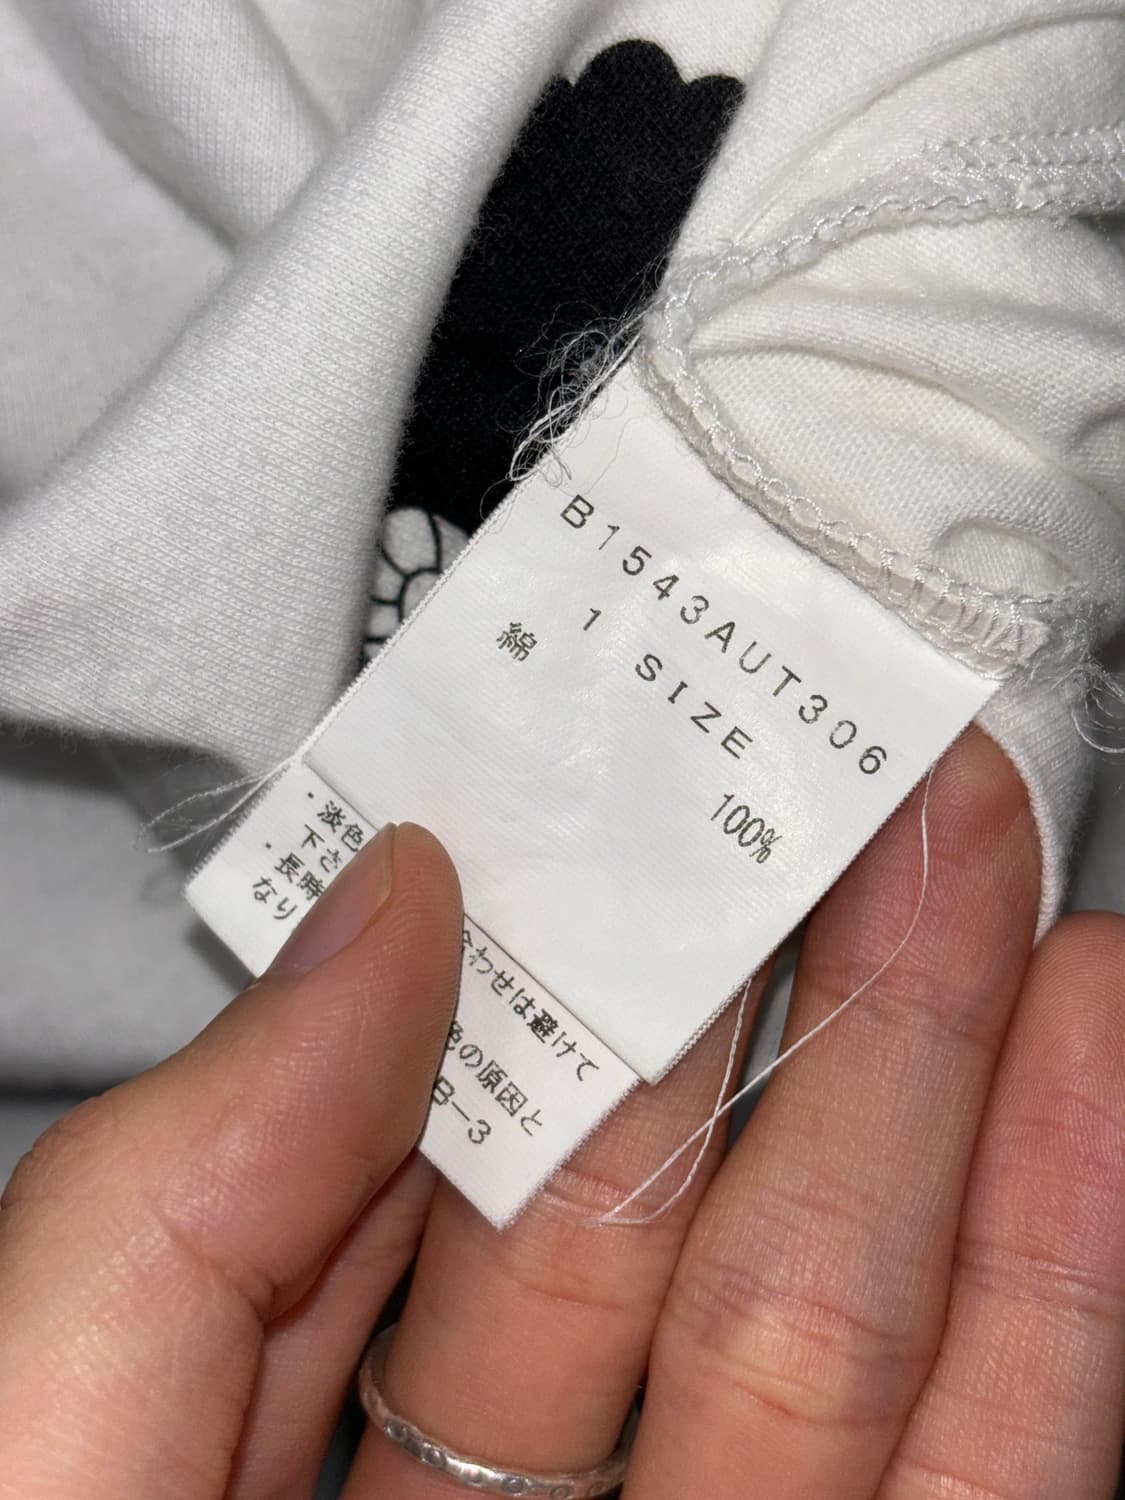 B1543AUT306
1 SIZE
綿 100%
・淡色 合わせは避けて
下さ
・長時 色の原因と
なり B-3